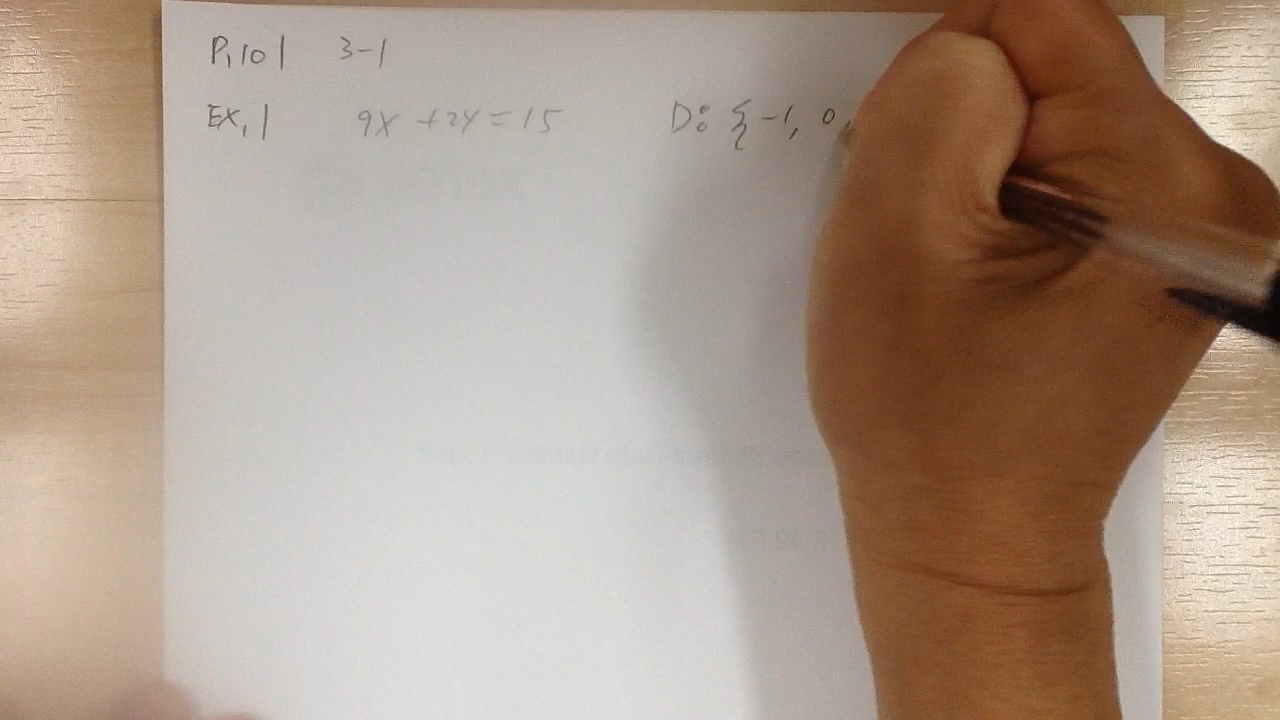 P. 101 3-1
Ex. 1 9x + 2y = 15 D: { -1, 0,